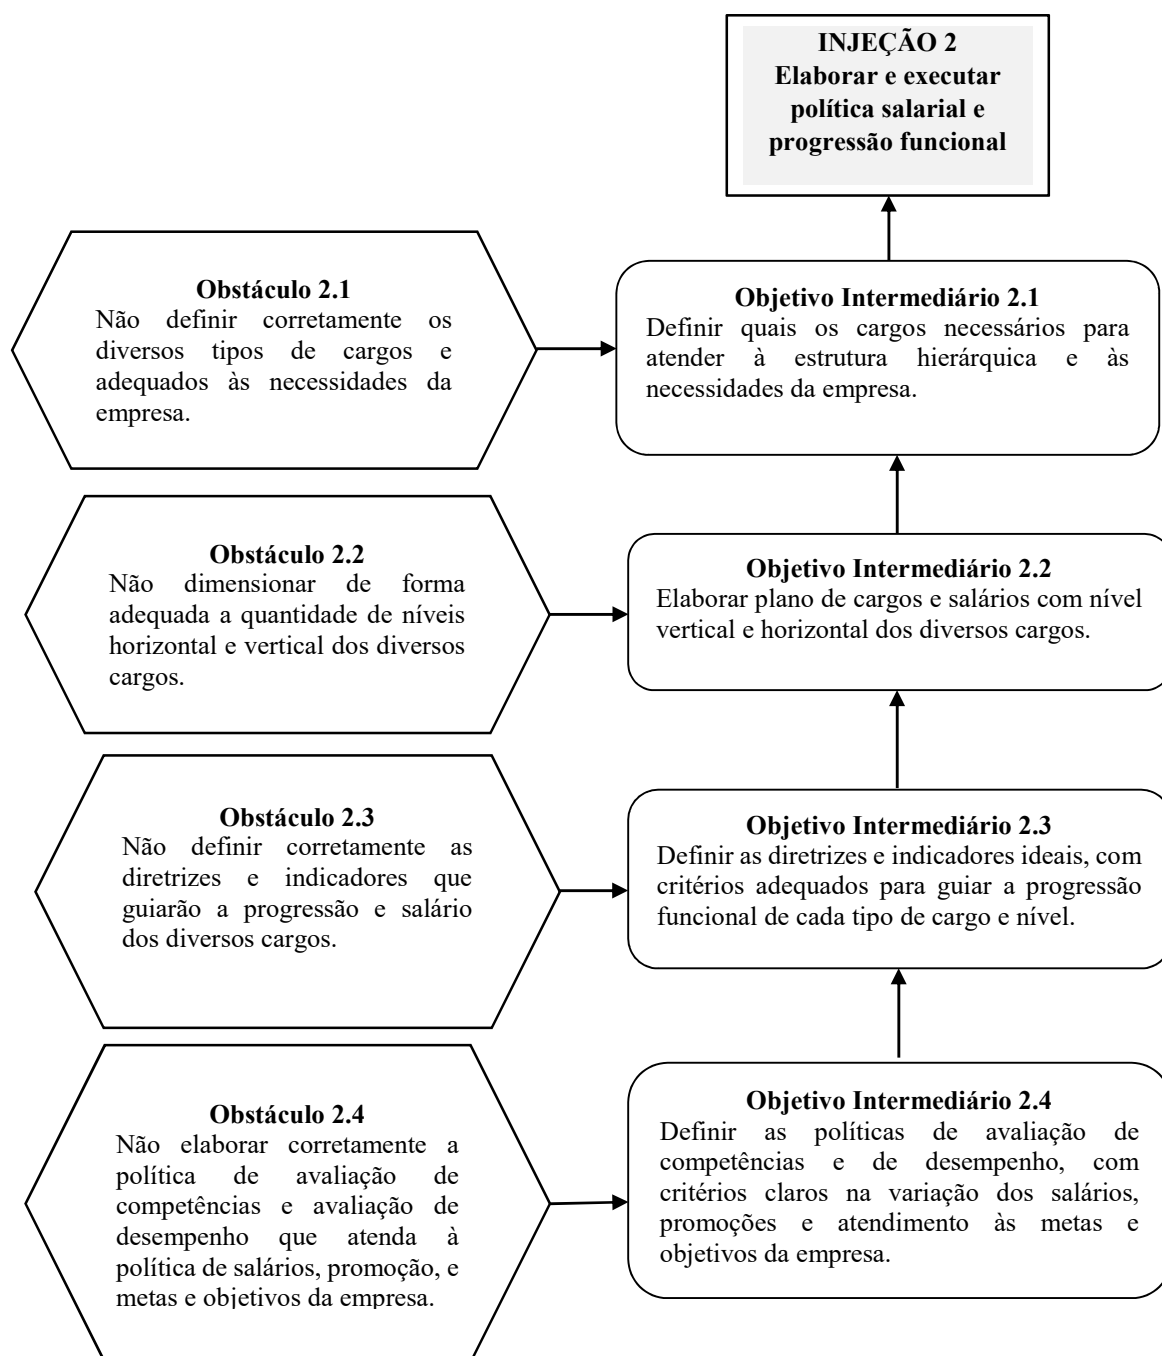 INJEÇÃO 2
Elaborar e executar
política salarial e
progressão funcional
Obstáculo 2.1
Não definir corretamente os
diversos tipos de cargos e
adequados às necessidades da
empresa.
Objetivo Intermediário 2.1
Definir quais os cargos necessários para
atender à estrutura hierárquica e às
necessidades da empresa.
Obstáculo 2.2
Não dimensionar de forma
adequada a quantidade de níveis
horizontal e vertical dos diversos
cargos.
Objetivo Intermediário 2.2
Elaborar plano de cargos e salários com nível
vertical e horizontal dos diversos cargos.
Obstáculo 2.3
Não definir corretamente as
diretrizes e indicadores que
guiarão a progressão e salário
dos diversos cargos.
Objetivo Intermediário 2.3
Definir as diretrizes e indicadores ideais, com
critérios adequados para guiar a progressão
funcional de cada tipo de cargo e nível.
Obstáculo 2.4
Não elaborar corretamente a
política de avaliação de
competências e avaliação de
desempenho que atenda à
política de salários, promoção, e
metas e objetivos da empresa.
Objetivo Intermediário 2.4
Definir as políticas de avaliação de
competências e de desempenho, com
critérios claros na variação dos salários,
promoções e atendimento às metas e
objetivos da empresa.